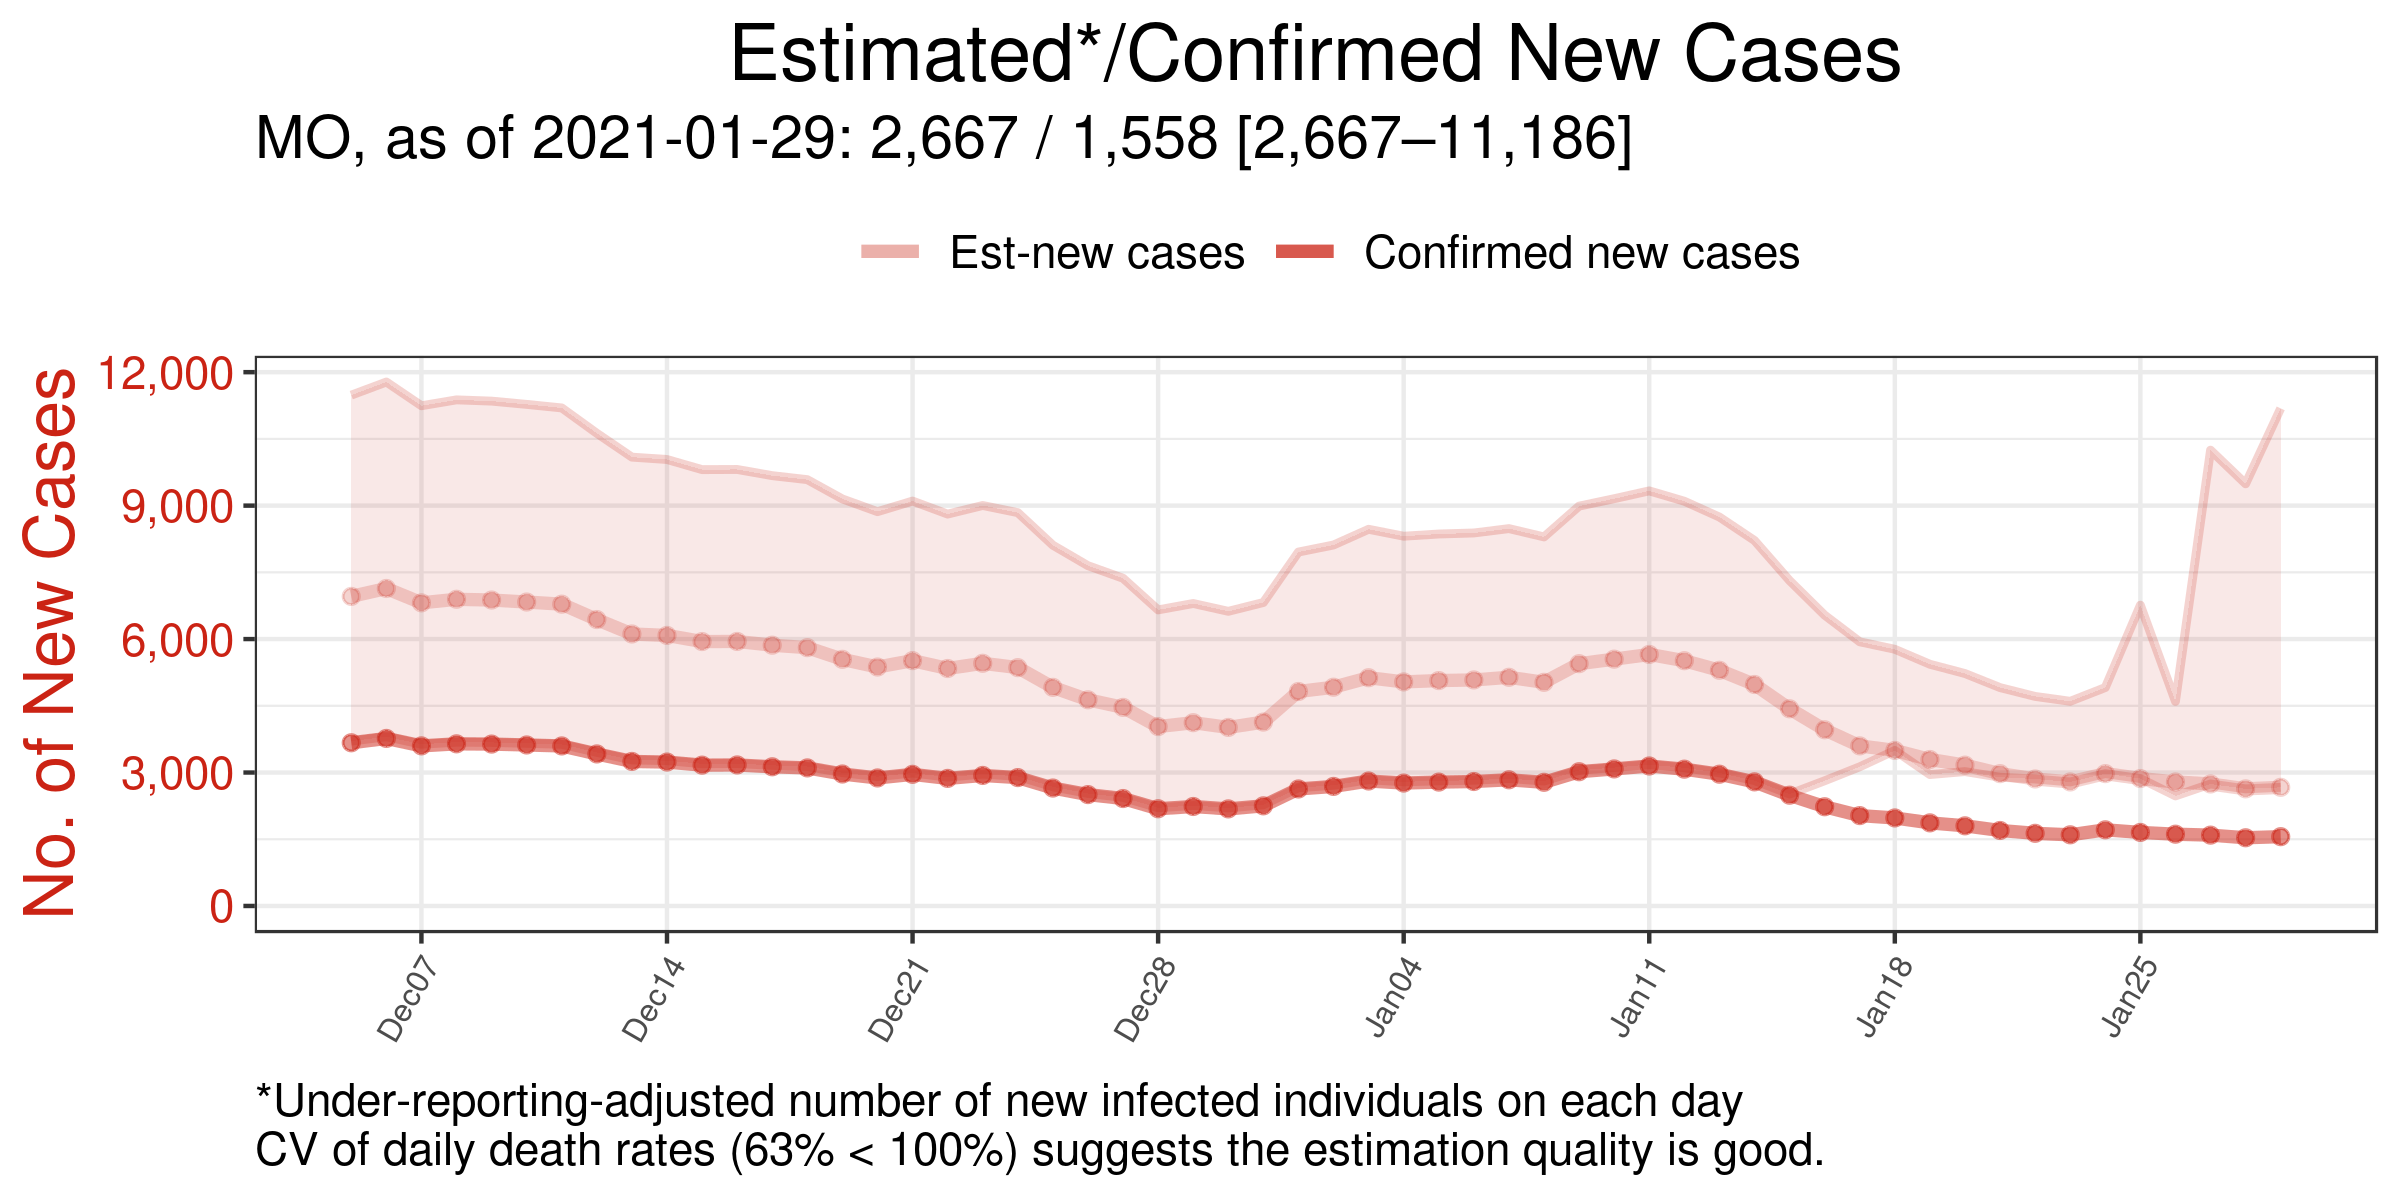 Estimated*/Confirmed New Cases
MO, as of 2021-01-29: 2,667 / 1,558 [2,667–11,186]
Est-new cases Confirmed new cases
No. of New Cases
12,000
9,000
6,000
3,000
0
Dec07 Dec14 Dec21 Dec28 Jan04 Jan11 Jan18 Jan25
*Under-reporting-adjusted number of new infected individuals on each day
CV of daily death rates (63% < 100%) suggests the estimation quality is good.